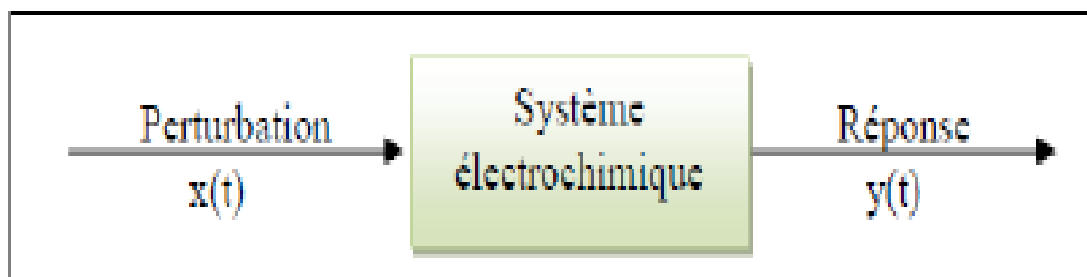 Perturbation
x(t)
Système
électrochimique
Réponse
y(t)